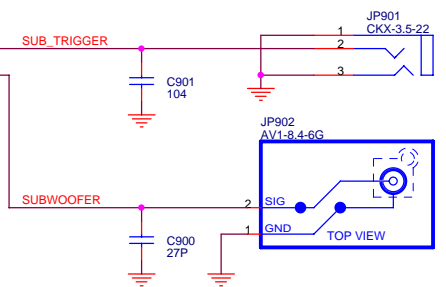 JP901
CKX-3.5-22
1
SUB_TRIGGER
2
3
C901
104
JP902
AV1-8.4-6G
SUBWOOFER
2
SIG
1
GND
TOP VIEW
C900
27P